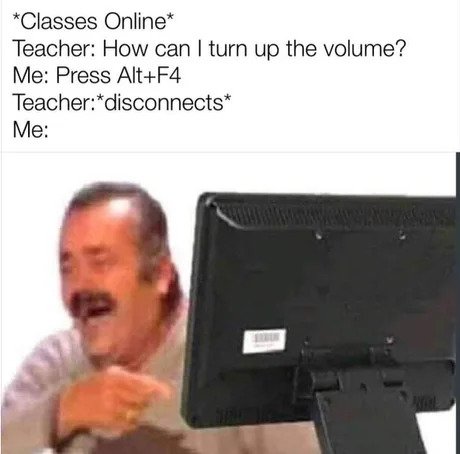 *Classes Online*
Teacher: How can I turn up the volume?
Me: Press Alt+F4
Teacher:*disconnects*
Me: